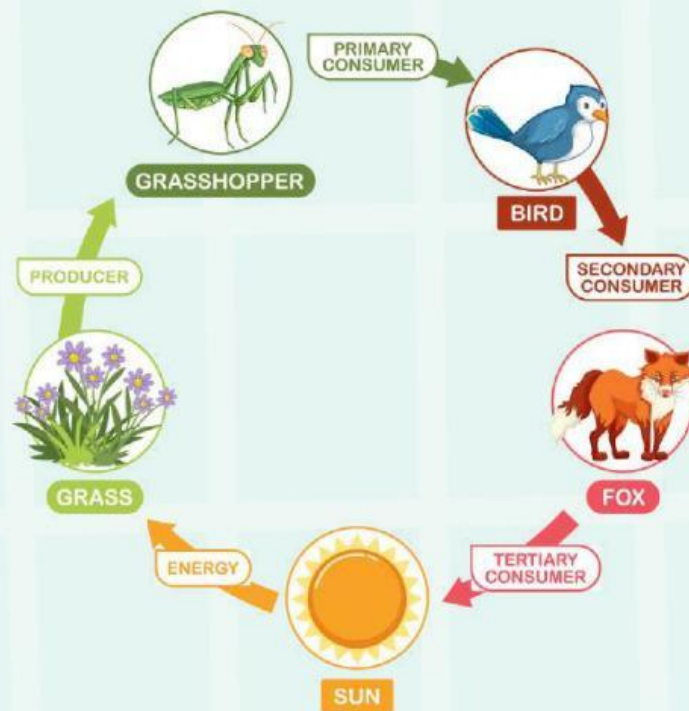 PRIMARY
CONSUMER
GRASSHOPPER
BIRD
PRODUCER
SECONDARY
CONSUMER
GRASS
FOX
ENERGY
TERTIARY
CONSUMER
SUN